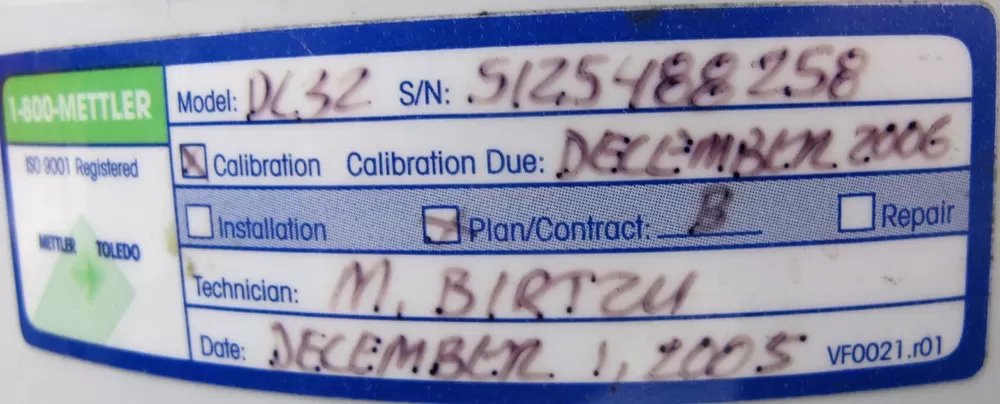 1-800-METTLER
ISO 9001 Registered
METTLER TOLEDO
Model: DL32 S/N: 5125488258
Calibration Calibration Due: DECEMBER 2006
Installation Plan/Contract: B Repair
Technician: M. BIRTZU
Date: DECEMBER 1, 2005 VF0021.r01